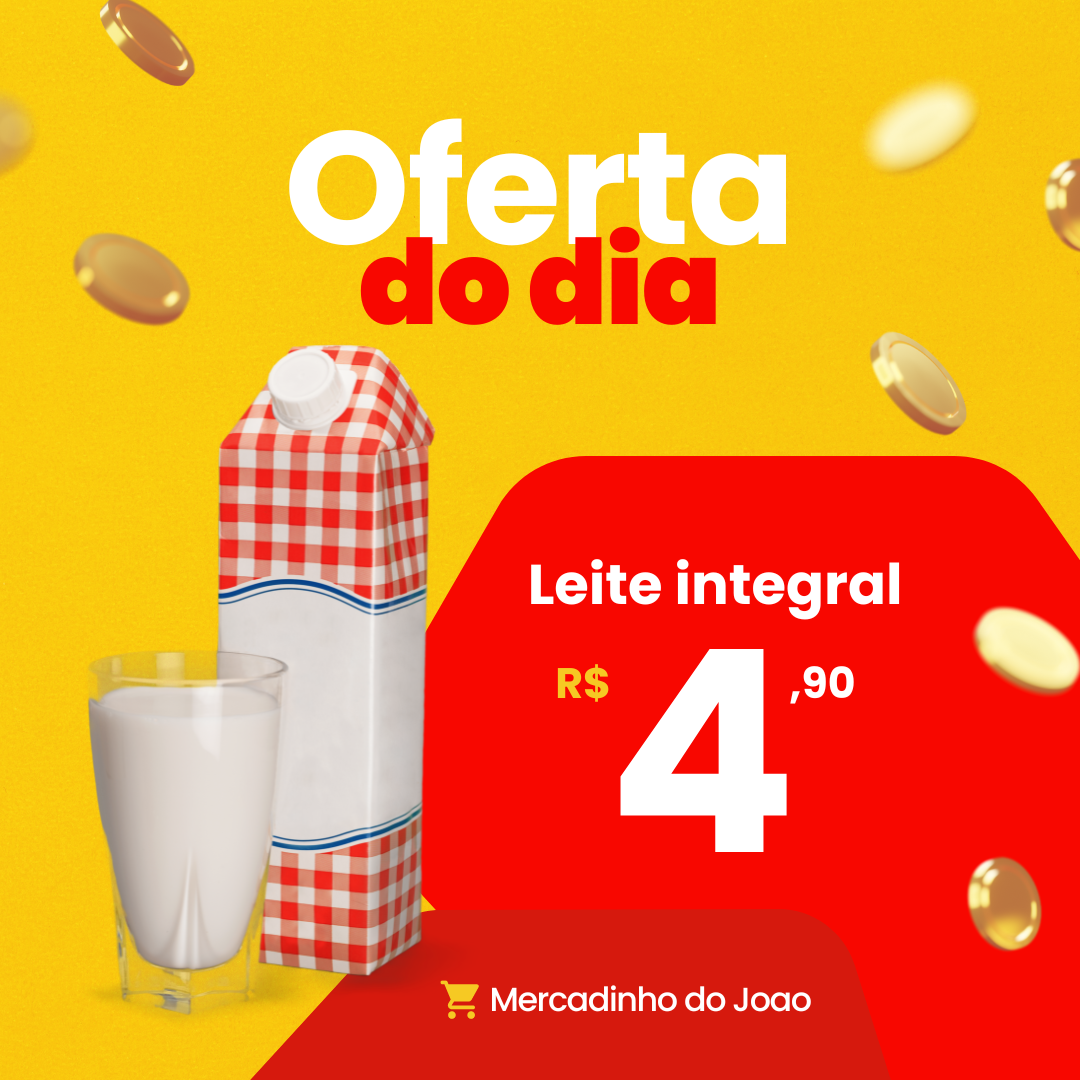 Oferta
do dia
Leite integral
R$ 4,90
Mercadinho do Joao